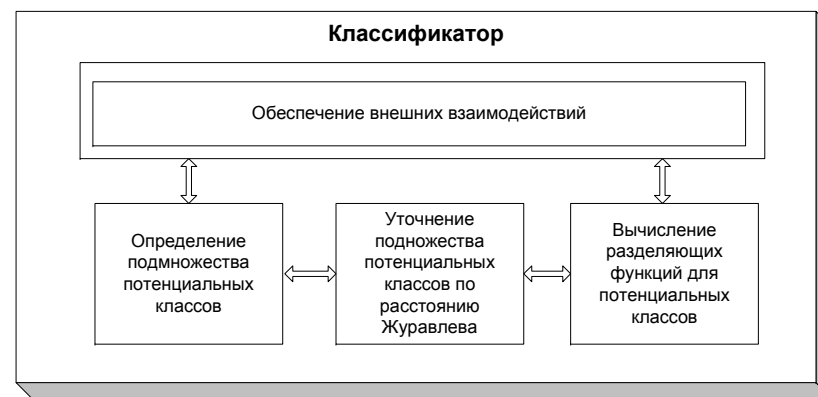 Классификатор
Обеспечение внешних взаимодействий
Определение
подмножества
потенциальных
классов
Уточнение
подножества
потенциальных
классов по
расстоянию
Журавлева
Вычисление
разделяющих
функций для
потенциальных
классов